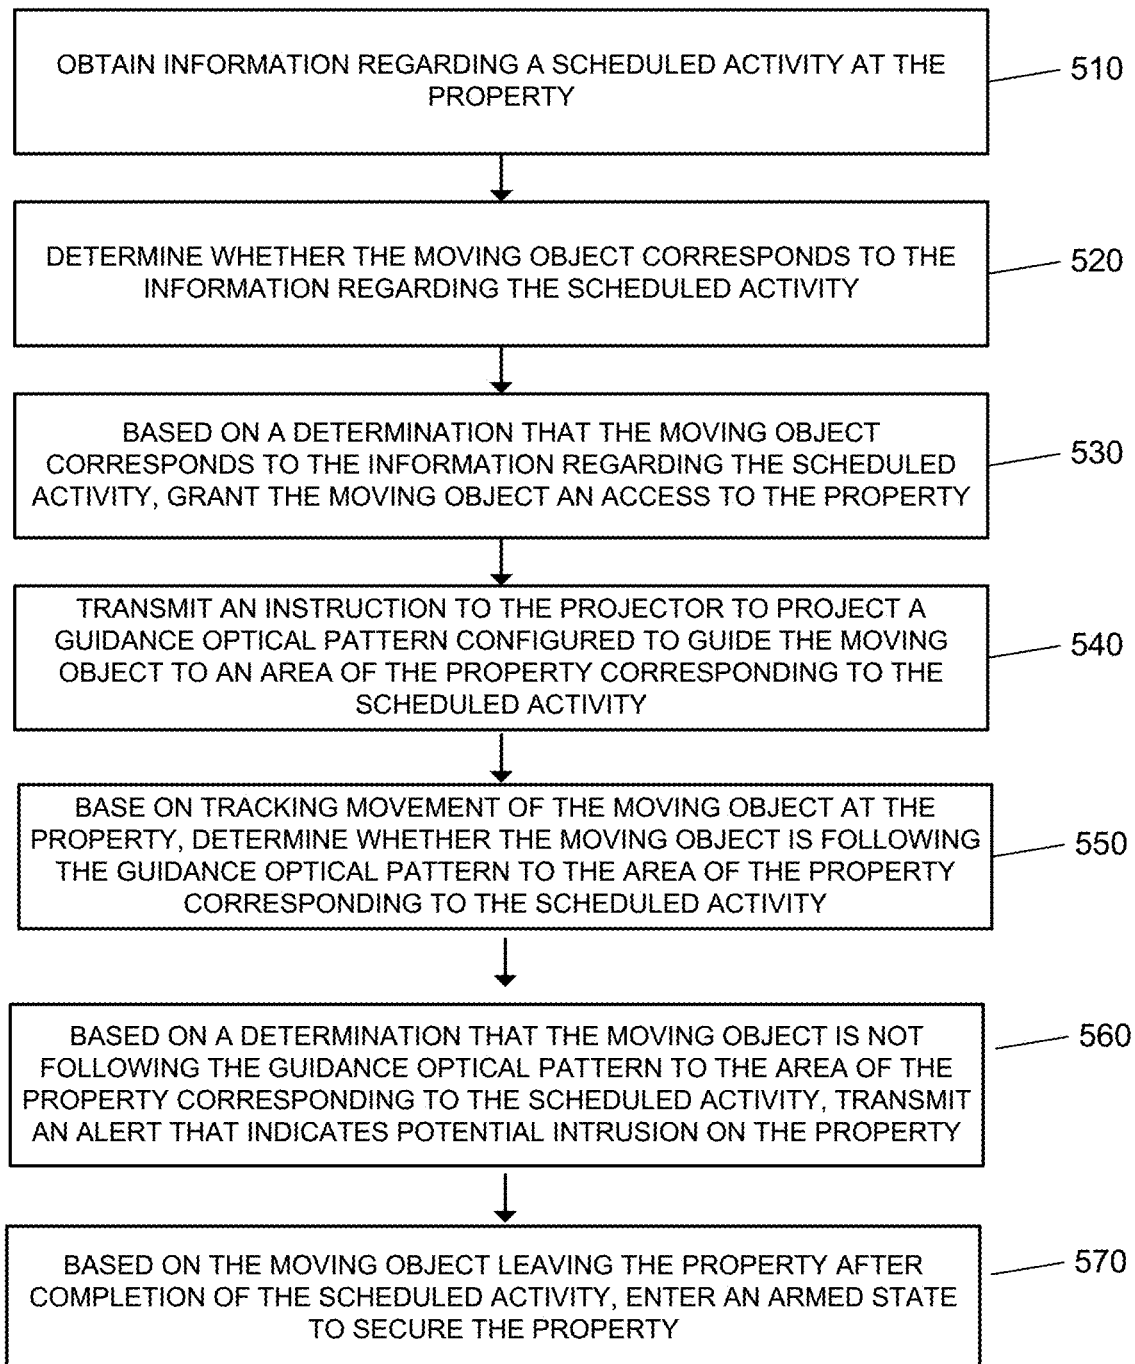 OBTAIN INFORMATION REGARDING A SCHEDULED ACTIVITY AT THE
PROPERTY
510
DETERMINE WHETHER THE MOVING OBJECT CORRESPONDS TO THE
INFORMATION REGARDING THE SCHEDULED ACTIVITY
520
BASED ON A DETERMINATION THAT THE MOVING OBJECT
CORRESPONDS TO THE INFORMATION REGARDING THE SCHEDULED
ACTIVITY, GRANT THE MOVING OBJECT AN ACCESS TO THE PROPERTY
530
TRANSMIT AN INSTRUCTION TO THE PROJECTOR TO PROJECT A
GUIDANCE OPTICAL PATTERN CONFIGURED TO GUIDE THE MOVING
OBJECT TO AN AREA OF THE PROPERTY CORRESPONDING TO THE
SCHEDULED ACTIVITY
540
BASE ON TRACKING MOVEMENT OF THE MOVING OBJECT AT THE
PROPERTY, DETERMINE WHETHER THE MOVING OBJECT IS FOLLOWING
THE GUIDANCE OPTICAL PATTERN TO THE AREA OF THE PROPERTY
CORRESPONDING TO THE SCHEDULED ACTIVITY
550
BASED ON A DETERMINATION THAT THE MOVING OBJECT IS NOT
FOLLOWING THE GUIDANCE OPTICAL PATTERN TO THE AREA OF THE
PROPERTY CORRESPONDING TO THE SCHEDULED ACTIVITY, TRANSMIT
AN ALERT THAT INDICATES POTENTIAL INTRUSION ON THE PROPERTY
560
BASED ON THE MOVING OBJECT LEAVING THE PROPERTY AFTER
COMPLETION OF THE SCHEDULED ACTIVITY, ENTER AN ARMED STATE
TO SECURE THE PROPERTY
570